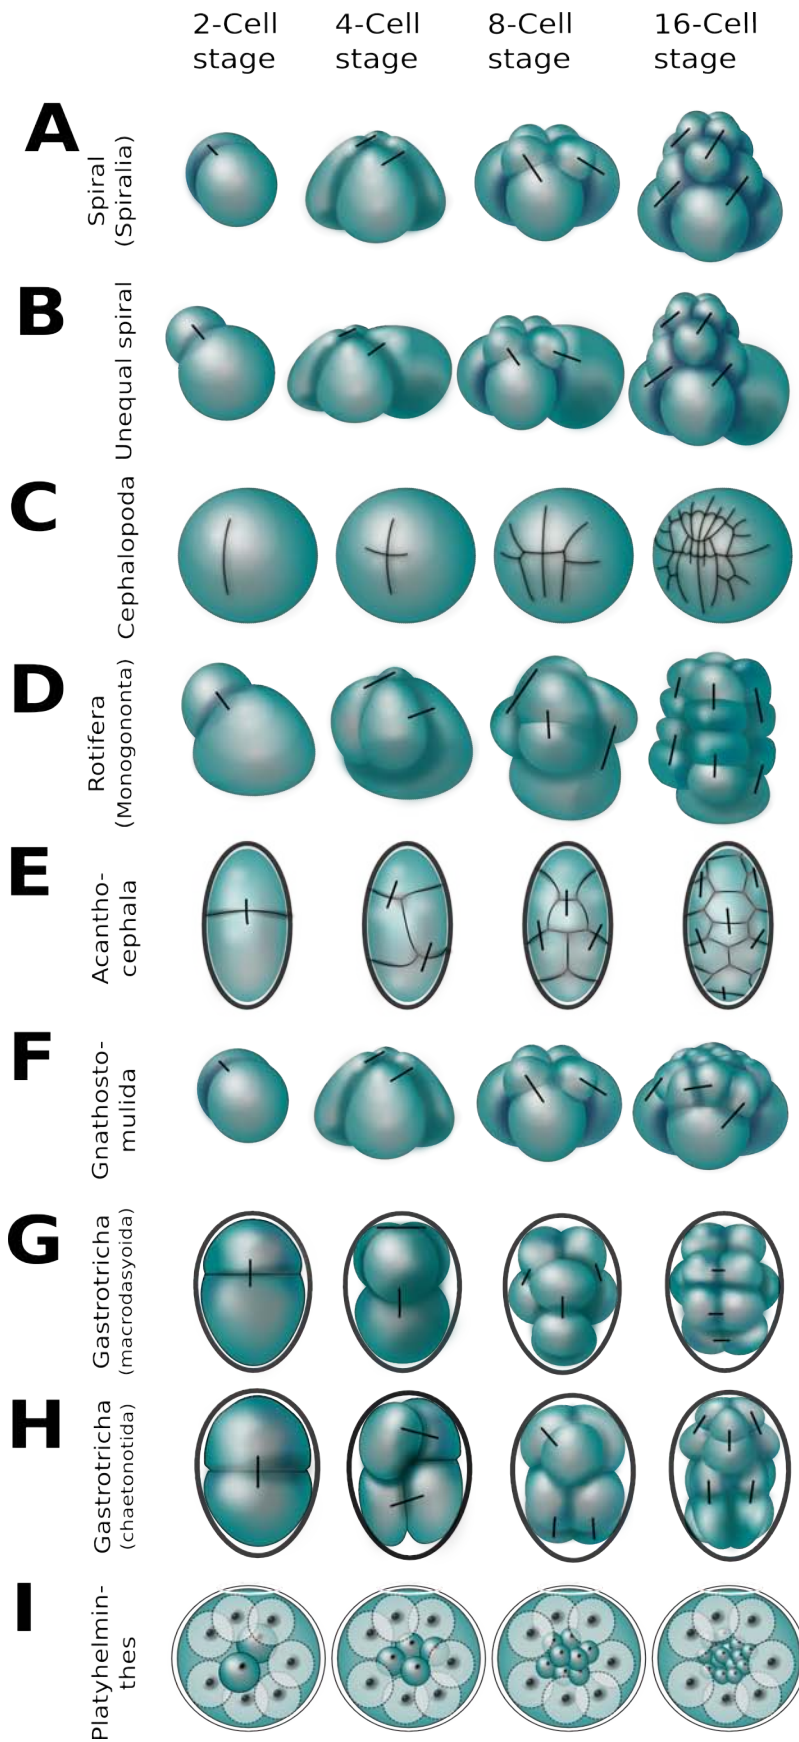 2-Cell stage
4-Cell stage
8-Cell stage
16-Cell stage
A
Spiral
(Spiralia)
B
Unequal spiral
C
Cephalopoda
D
Rotifera
(Monogononta)
E
Acantho-
cephala
F
Gnathosto-
mulida
G
Gastrotricha
(macrodasyoida)
H
Gastrotricha
(chaetonotida)
I
Platyhelmin-
thes